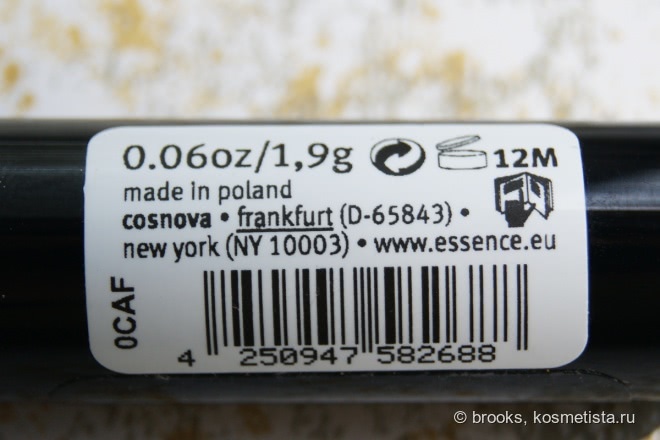 0.06oz/1,9g 12M
made in poland
cosnova • frankfurt (D-65843) •
new york (NY 10003) • www.essence.eu
0CAF
4 250947 582688
© brooks, kosmetista.ru